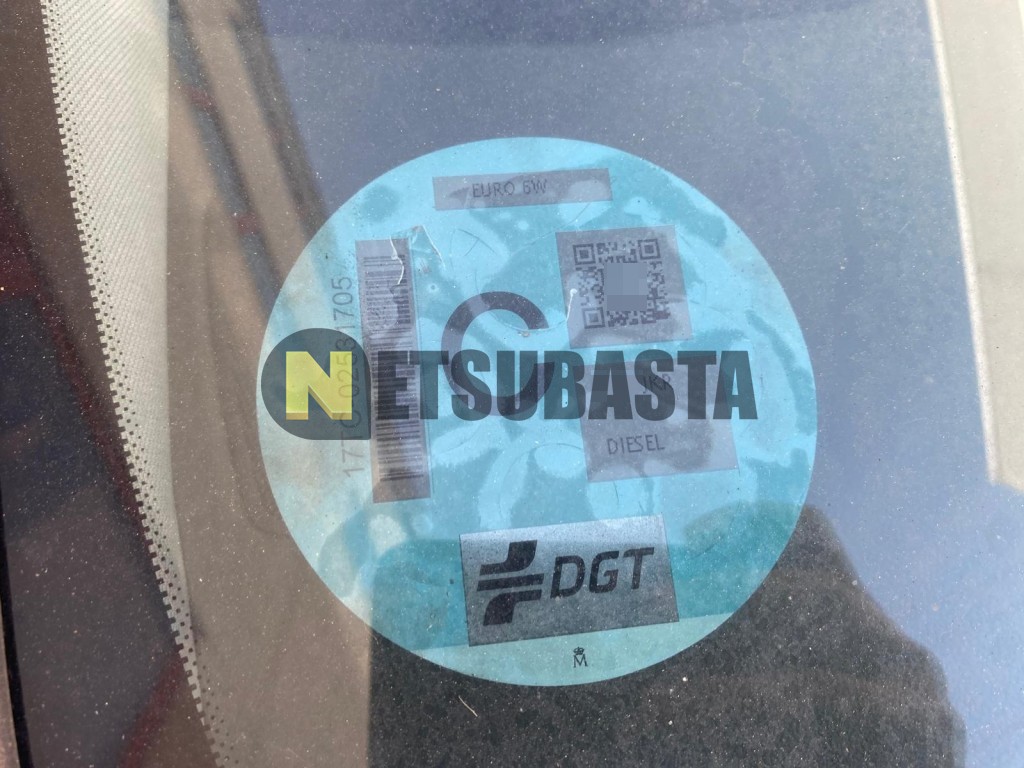 EURO 6W
C
NETSUBASTA
DIESEL
DGT
M